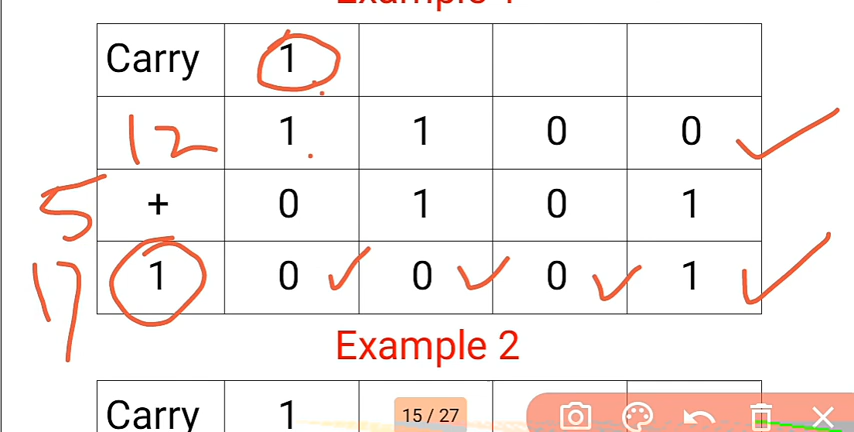 Example 1
Carry 1
12 1 1 0 0
5 + 0 1 0 1
17 1 0 0 0 1
Example 2
Carry 1
15 / 27